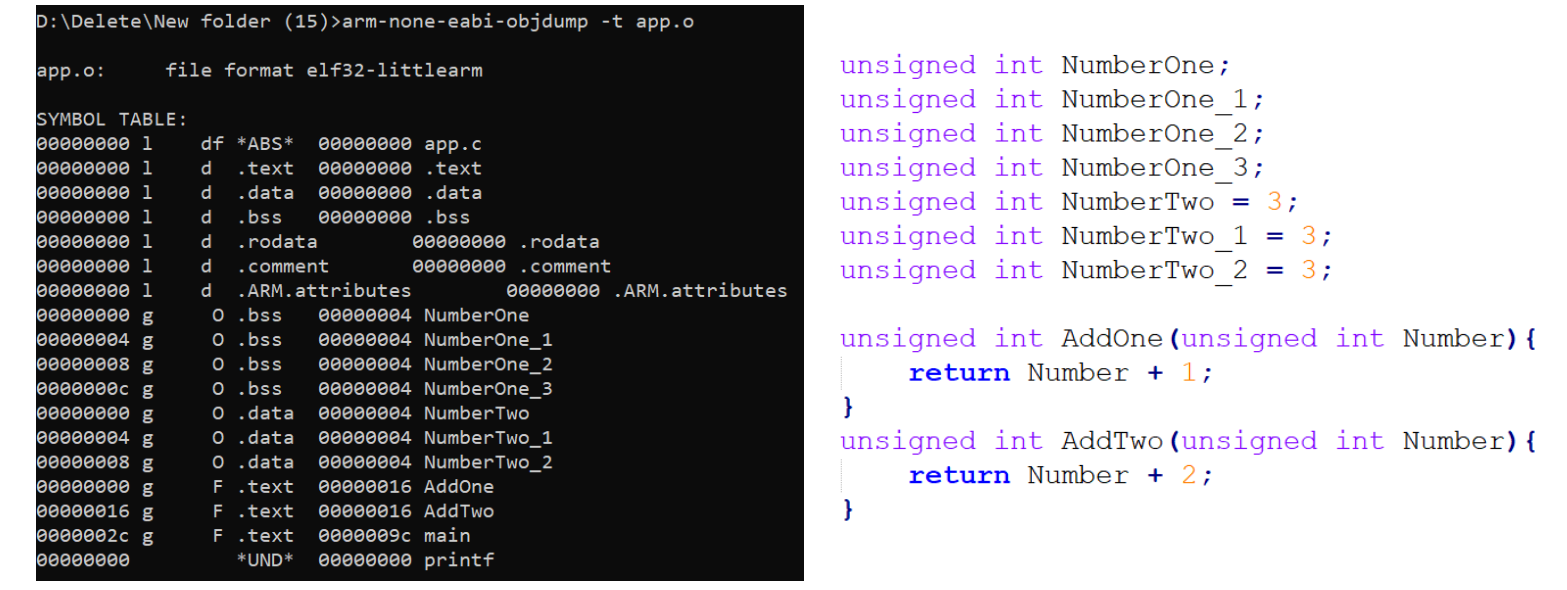 D:\Delete\New folder (15)>arm-none-eabi-objdump -t app.o
app.o:     file format elf32-littlearm
SYMBOL TABLE:
00000000 l    df *ABS*  00000000 app.c
00000000 l    d  .text  00000000 .text
00000000 l    d  .data  00000000 .data
00000000 l    d  .bss   00000000 .bss
00000000 l    d  .rodata        00000000 .rodata
00000000 l    d  .comment       00000000 .comment
00000000 l    d  .ARM.attributes        00000000 .ARM.attributes
00000000 g     O .bss   00000004 NumberOne
00000004 g     O .bss   00000004 NumberOne_1
00000008 g     O .bss   00000004 NumberOne_2
0000000c g     O .bss   00000004 NumberOne_3
00000000 g     O .data  00000004 NumberTwo
00000004 g     O .data  00000004 NumberTwo_1
00000008 g     O .data  00000004 NumberTwo_2
00000000 g     F .text  00000016 AddOne
00000016 g     F .text  00000016 AddTwo
0000002c g     F .text  0000009c main
00000000         *UND*  00000000 printf
unsigned int NumberOne;
unsigned int NumberOne_1;
unsigned int NumberOne_2;
unsigned int NumberOne_3;
unsigned int NumberTwo = 3;
unsigned int NumberTwo_1 = 3;
unsigned int NumberTwo_2 = 3;
unsigned int AddOne(unsigned int Number){
    return Number + 1;
}
unsigned int AddTwo(unsigned int Number){
    return Number + 2;
}